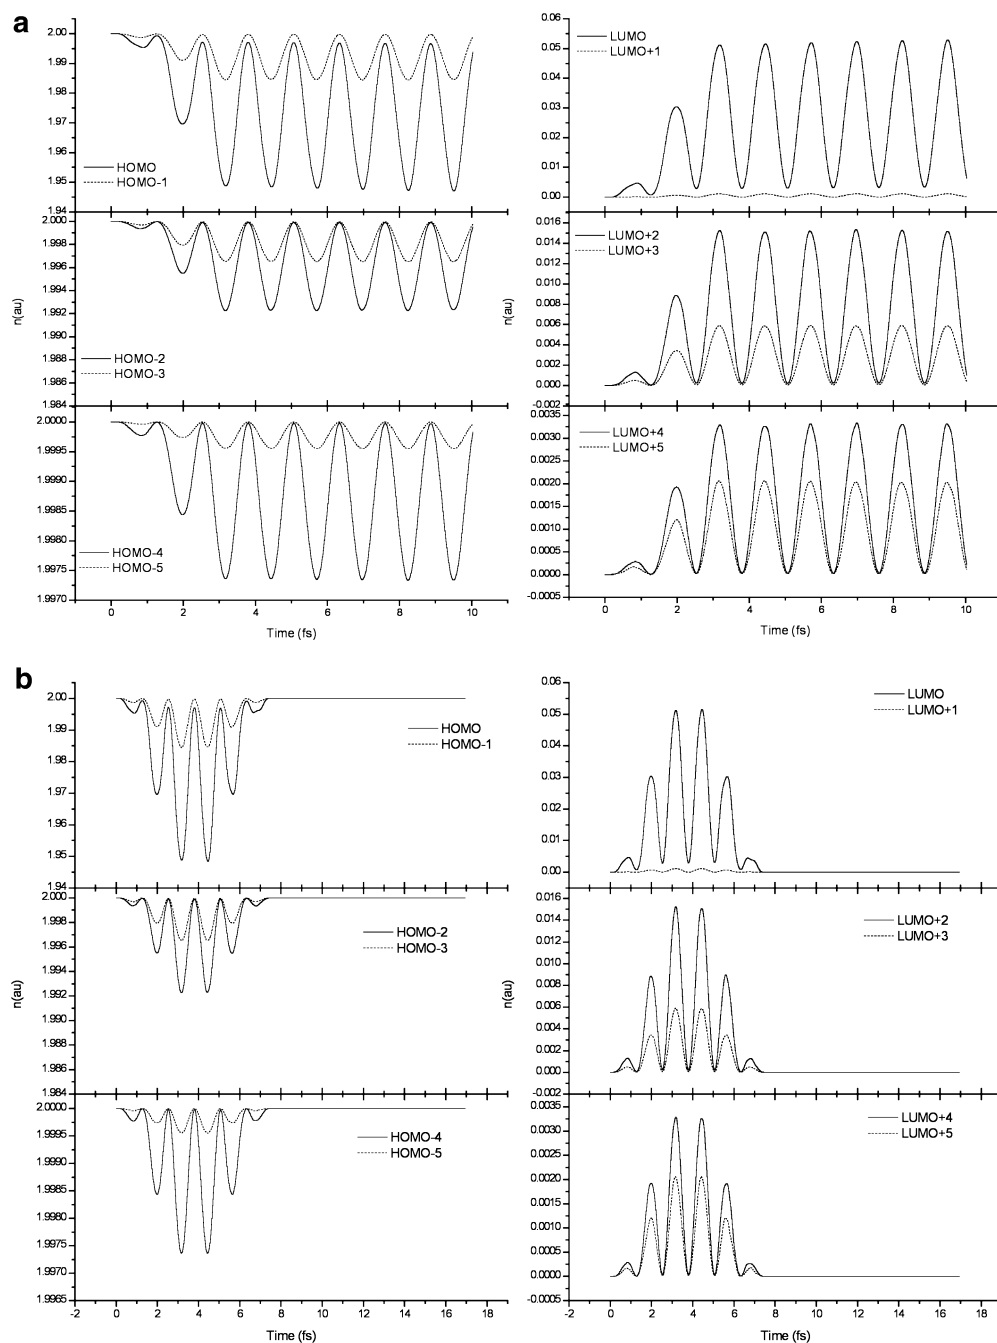 a
2.00
1.99
1.98
1.97
1.96
1.95
1.94
HOMO
HOMO-1
2.000
1.998
1.996
1.994
1.992
1.990
1.988
1.986
1.984
n(au)
HOMO-2
HOMO-3
2.0000
1.9995
1.9990
1.9985
1.9980
1.9975
1.9970
HOMO-4
HOMO-5
-2 0 2 4 6 8 10
Time (fs)
0.06
0.05
0.04
0.03
0.02
0.01
0.00
LUMO
LUMO+1
0.016
0.014
0.012
0.010
0.008
0.006
0.004
0.002
0.000
-0.002
n(au)
LUMO+2
LUMO+3
0.0035
0.0030
0.0025
0.0020
0.0015
0.0010
0.0005
0.0000
-0.0005
LUMO+4
LUMO+5
-2 0 2 4 6 8 10
Time (fs)
b
2.00
1.99
1.98
1.97
1.96
1.95
1.94
HOMO
HOMO-1
2.000
1.998
1.996
1.994
1.992
1.990
1.988
1.986
1.984
n(au)
HOMO-2
HOMO-3
2.0000
1.9995
1.9990
1.9985
1.9980
1.9975
1.9970
1.9965
HOMO-4
HOMO-5
-2 0 2 4 6 8 10 12 14 16 18
Time (fs)
0.06
0.05
0.04
0.03
0.02
0.01
0.00
LUMO
LUMO+1
0.016
0.014
0.012
0.010
0.008
0.006
0.004
0.002
0.000
-0.002
n(au)
LUMO+2
LUMO+3
0.0035
0.0030
0.0025
0.0020
0.0015
0.0010
0.0005
0.0000
-0.0005
LUMO+4
LUMO+5
-2 0 2 4 6 8 10 12 14 16 18
Time (fs)